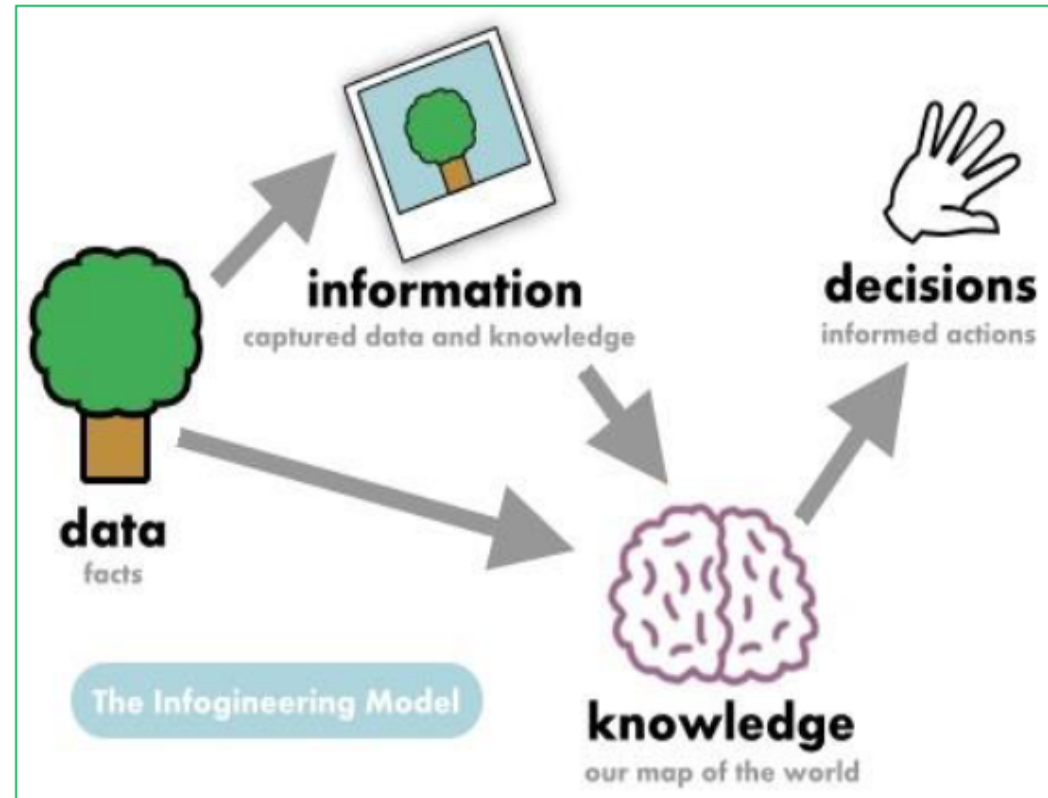 information
captured data and knowledge
decisions
informed actions
data
facts
The Infogineering Model
knowledge
our map of the world